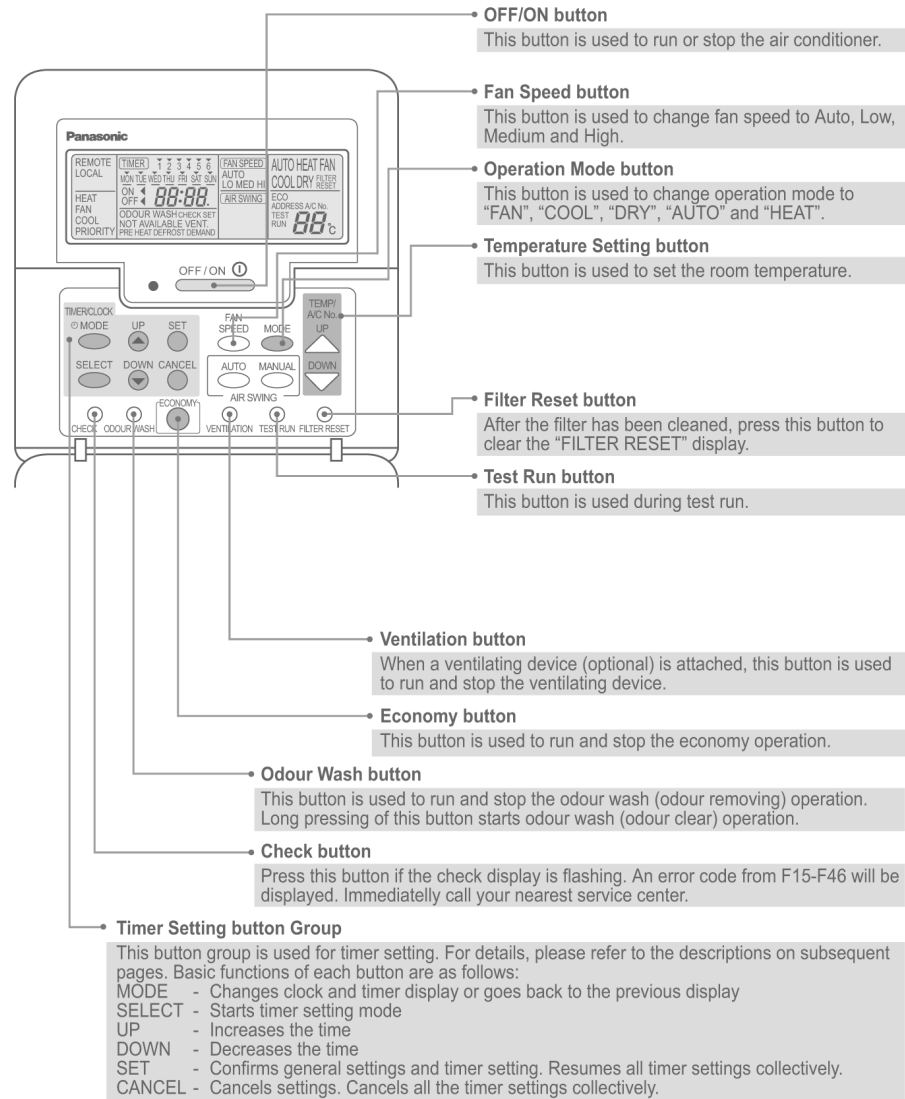 OFF/ON button
This button is used to run or stop the air conditioner.
Fan Speed button
This button is used to change fan speed to Auto, Low,
Medium and High.
Operation Mode button
This button is used to change operation mode to
“FAN”, “COOL”, “DRY”, “AUTO” and “HEAT”.
Temperature Setting button
This button is used to set the room temperature.
Panasonic
REMOTE
LOCAL
HEAT
FAN
COOL
PRIORITY
TIMER 1 2 3 4 5 6
MON TUE WED THU FRI SAT SUN
ON
OFF 88:88.
ODOUR WASH CHECK SET
NOT AVAILABLE VENT.
PRE HEAT DEFROST DEMAND
FAN SPEED
AUTO
LO MED HI
AIR SWING
AUTO HEAT FAN
COOL DRY FILTER
RESET
ECO
ADDRESS A/C No.
TEST
RUN 88 C
OFF / ON
TIMER/CLOCK
MODE UP SET
SELECT DOWN CANCEL
FAN
SPEED MODE
AUTO MANUAL
AIR SWING
TEMP/
A/C No.
UP
DOWN
ECONOMY
CHECK ODOUR WASH VENTILATION TEST RUN FILTER RESET
Filter Reset button
After the filter has been cleaned, press this button to
clear the “FILTER RESET” display.
Test Run button
This button is used during test run.
Ventilation button
When a ventilating device (optional) is attached, this button is used
to run and stop the ventilating device.
Economy button
This button is used to run and stop the economy operation.
Odour Wash button
This button is used to run and stop the odour wash (odour removing) operation.
Long pressing of this button starts odour wash (odour clear) operation.
Check button
Press this button if the check display is flashing. An error code from F15-F46 will be
displayed. Immediatelly call your nearest service center.
Timer Setting button Group
This button group is used for timer setting. For details, please refer to the descriptions on subsequent
pages. Basic functions of each button are as follows:
MODE - Changes clock and timer display or goes back to the previous display
SELECT - Starts timer setting mode
UP - Increases the time
DOWN - Decreases the time
SET - Confirms general settings and timer setting. Resumes all timer settings collectively.
CANCEL - Cancels settings. Cancels all the timer settings collectively.